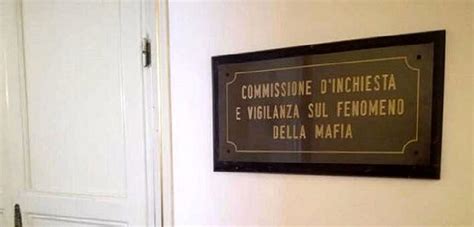 COMMISSIONE D'INCHIESTA
E VIGILANZA SUL FENOMENO
DELLA MAFIA